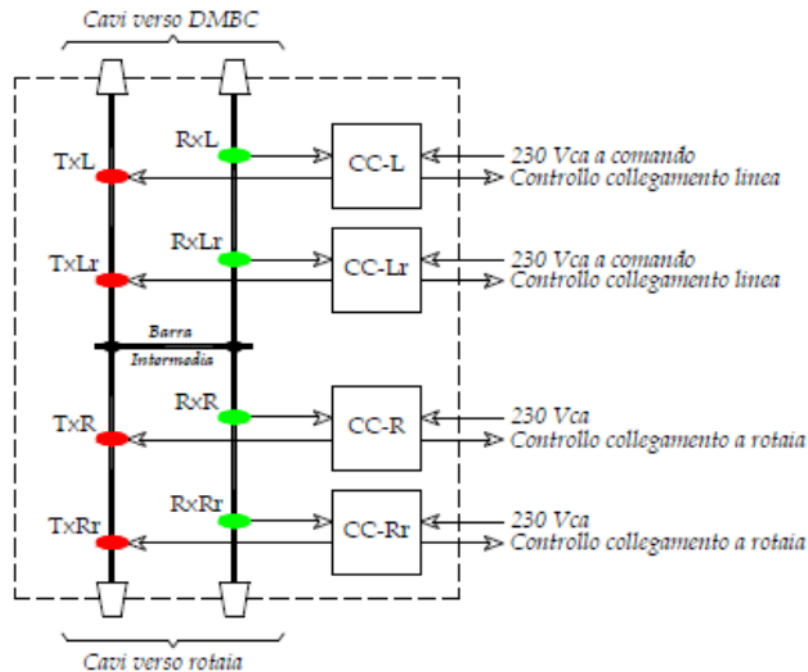 Cavi verso DMBC
RxL
TxL
CC-L
230 Vca a comando
Controllo collegamento linea
RxLr
TxLr
CC-Lr
230 Vca a comando
Controllo collegamento linea
Barra
Intermedia
RxR
TxR
CC-R
230 Vca
Controllo collegamento a rotaia
RxRr
TxRr
CC-Rr
230 Vca
Controllo collegamento a rotaia
Cavi verso rotaia